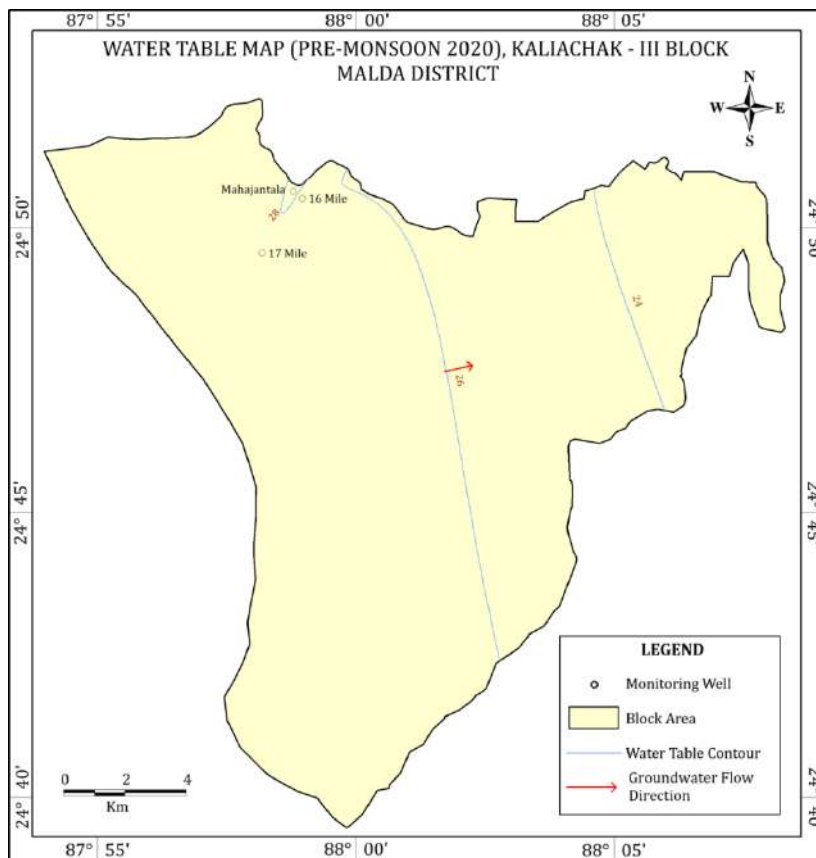 87° 55'
88° 00'
88° 05'
WATER TABLE MAP (PRE-MONSOON 2020), KALIACHAK - III BLOCK
MALDA DISTRICT
N
W
E
S
24° 50'
24° 50'
Mahajantala
16 Mile
28
17 Mile
24
26
24° 45'
24° 45'
LEGEND
Monitoring Well
Block Area
Water Table Contour
Groundwater Flow
Direction
0 2 4
Km
24° 40'
24° 40'
87° 55'
88° 00'
88° 05'